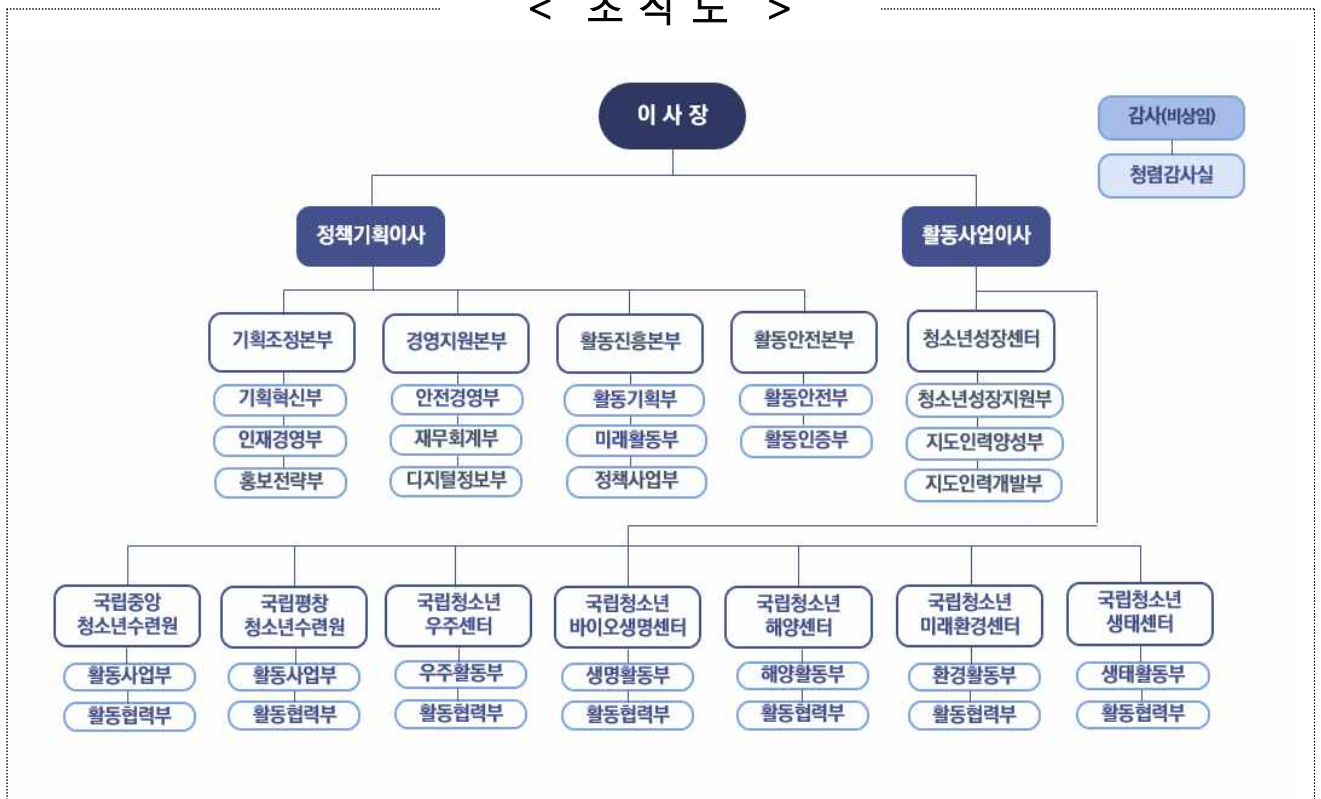 < 조 직 도 >
이 사 장
감사(비상임)
청렴감사실
정책기획이사
활동사업이사
기획조정본부
경영지원본부
활동진흥본부
활동안전본부
청소년성장센터
기획혁신부
안전경영부
활동기획부
활동안전부
청소년성장지원부
인재경영부
재무회계부
미래활동부
활동인증부
지도인력양성부
홍보전략부
디지털정보부
정책사업부
지도인력개발부
국립중앙
청소년수련원
국립평창
청소년수련원
국립청소년
우주센터
국립청소년
바이오생명센터
국립청소년
해양센터
국립청소년
미래환경센터
국립청소년
생태센터
활동사업부
활동사업부
우주활동부
생명활동부
해양활동부
환경활동부
생태활동부
활동협력부
활동협력부
활동협력부
활동협력부
활동협력부
활동협력부
활동협력부